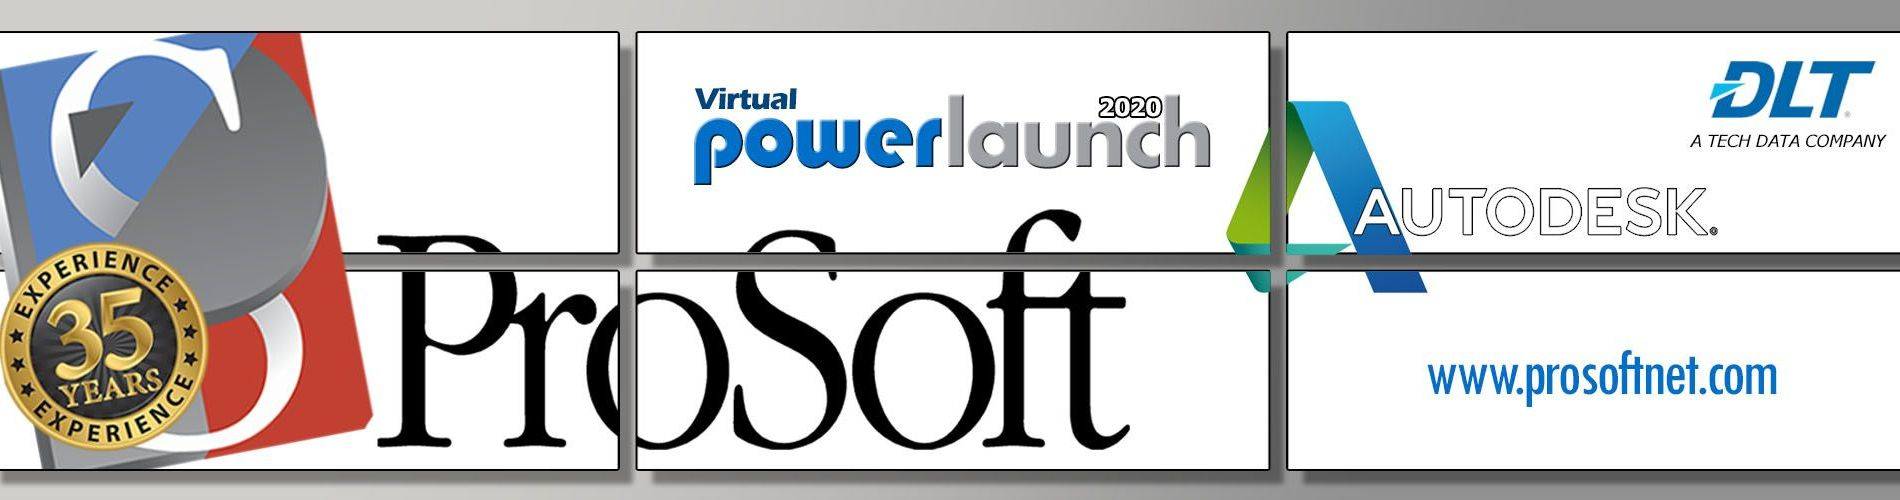 EXPERIENCE
35
YEARS
EXPERIENCE
ProSoft
Virtual
powerlaunch
2020
DLT
A TECH DATA COMPANY
AUTODESK.
www.prosoftnet.com